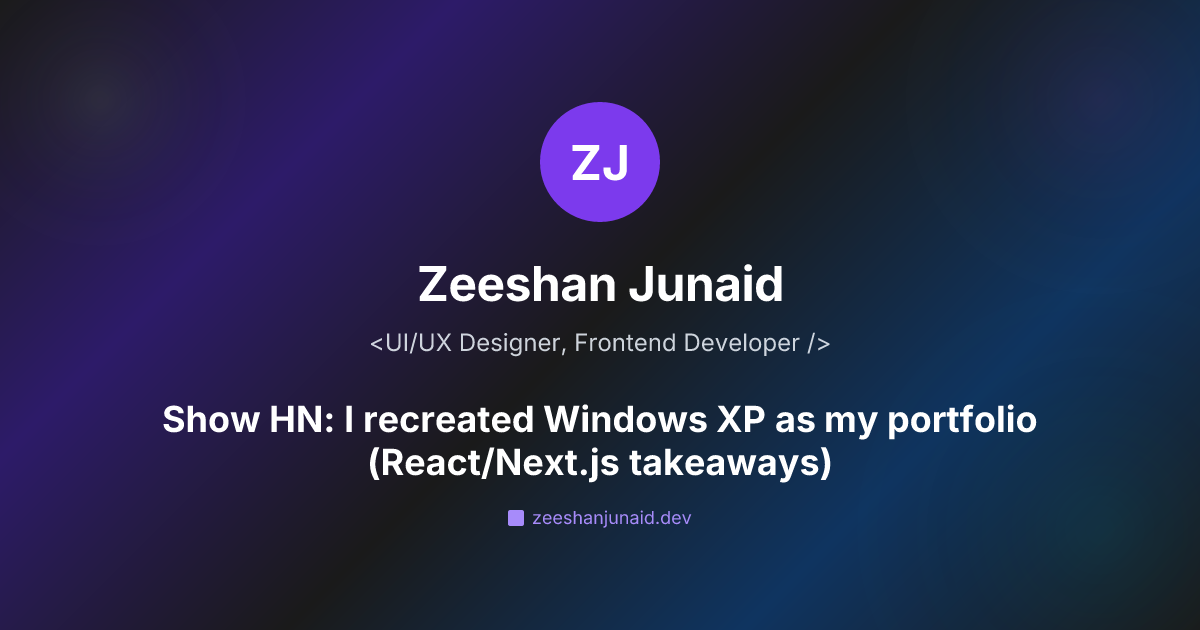 ZJ
Zeeshan Junaid
<UI/UX Designer, Frontend Developer />
Show HN: I recreated Windows XP as my portfolio
(React/Next.js takeaways)
zeeshanjunaid.dev